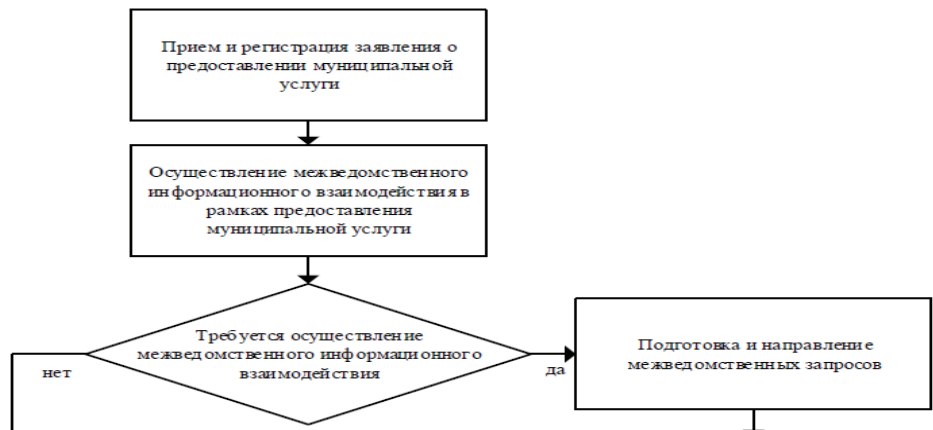 Прием и регистрация заявления о
предоставлении муниципальной
услуги
Осуществление межведомственного
информационного взаимодействия в
рамках предоставления
муниципальной услуги
Требуется осуществление
межведомственного информационного
взаимодействия
нет
да
Подготовка и направление
межведомственных запросов